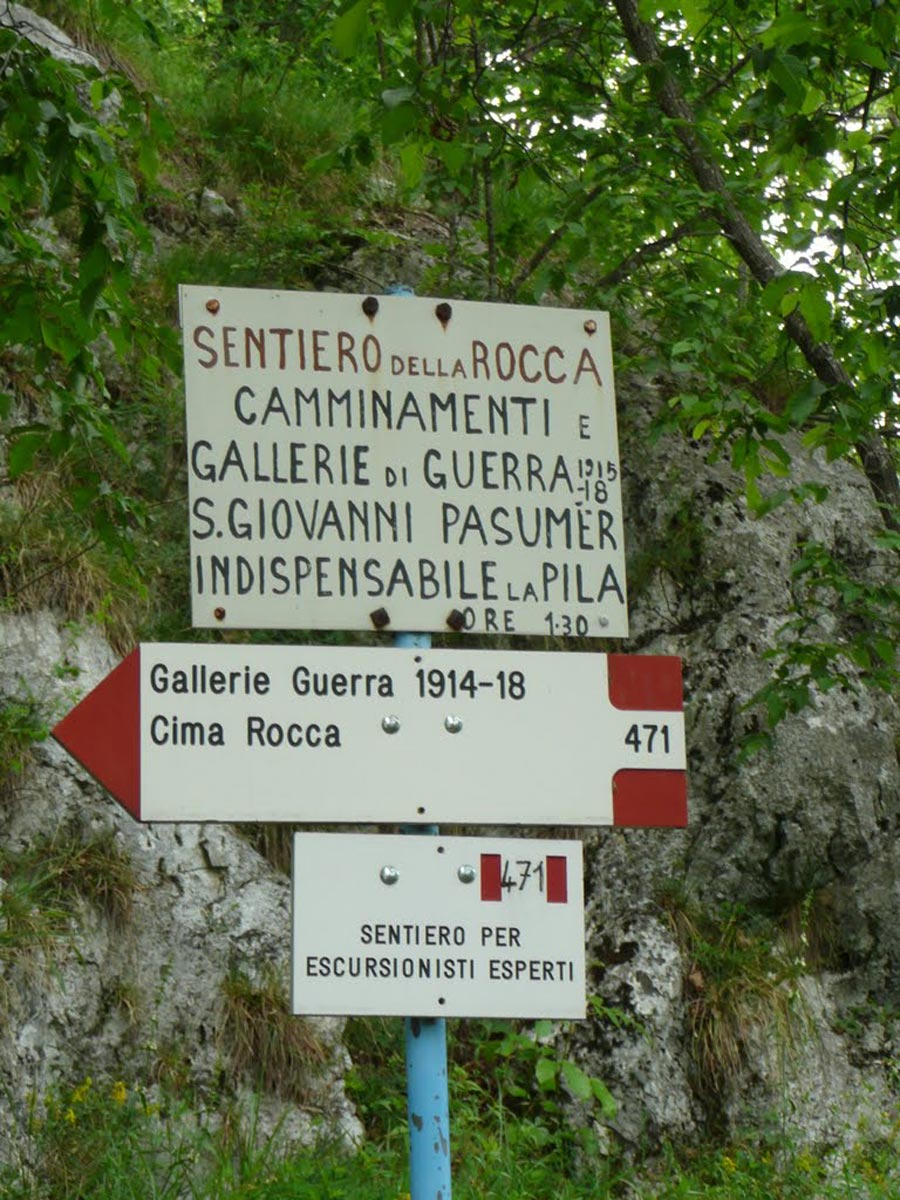 SENTIERO DELLA ROCCA
CAMMINAMENTI E
GALLERIE DI GUERRA 1915-18
S.GIOVANNI PASUMER
INDISPENSABILE LA PILA
ORE 1.30
Gallerie Guerra 1914-18
Cima Rocca
471
471
SENTIERO PER
ESCURSIONISTI ESPERTI